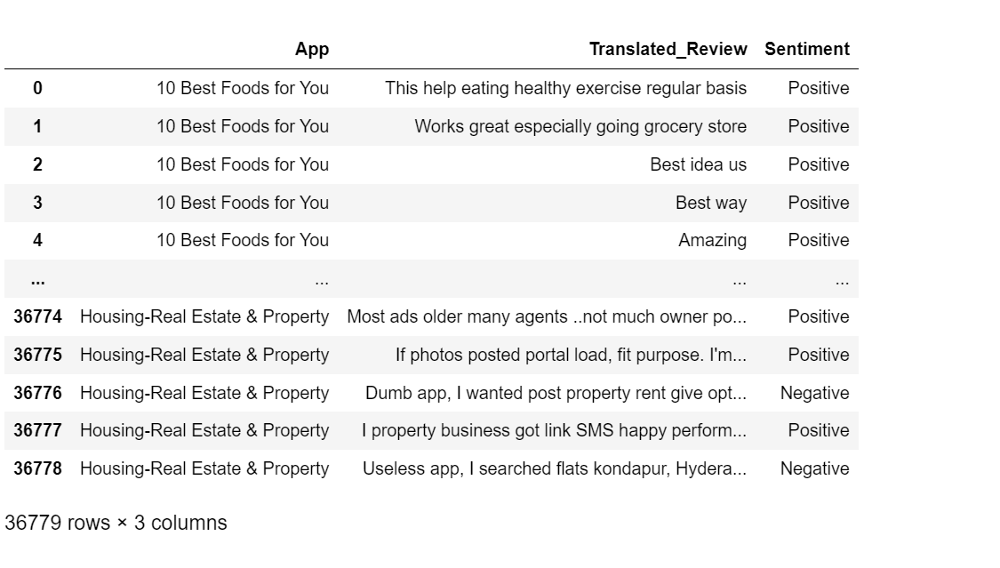 App Translated_Review Sentiment
0 10 Best Foods for You This help eating healthy exercise regular basis Positive
1 10 Best Foods for You Works great especially going grocery store Positive
2 10 Best Foods for You Best idea us Positive
3 10 Best Foods for You Best way Positive
4 10 Best Foods for You Amazing Positive
... ... ... ...
36774 Housing-Real Estate & Property Most ads older many agents ..not much owner po... Positive
36775 Housing-Real Estate & Property If photos posted portal load, fit purpose. I'm... Positive
36776 Housing-Real Estate & Property Dumb app, I wanted post property rent give opt... Negative
36777 Housing-Real Estate & Property I property business got link SMS happy perform... Positive
36778 Housing-Real Estate & Property Useless app, I searched flats kondapur, Hydera... Negative
36779 rows × 3 columns